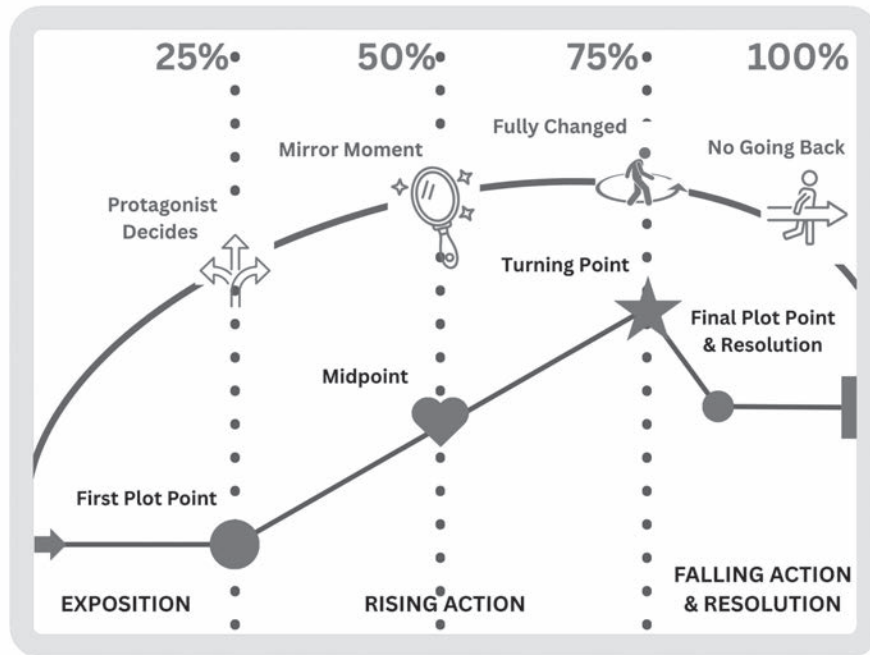 25%
50%
75%
100%
Fully Changed
Mirror Moment
No Going Back
Protagonist
Decides
Turning Point
Final Plot Point
& Resolution
Midpoint
First Plot Point
EXPOSITION
RISING ACTION
FALLING ACTION
& RESOLUTION